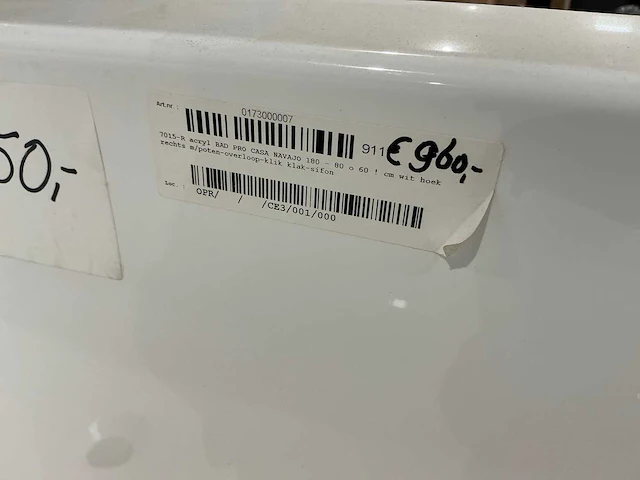 50,-
Art.nr.:
0173000007
911 € 960,-
7015-R acryl BAD PRO CASA NAVAJO 180 - 80 o 60 ! cm wit hoek
rechts m/poten-overloop-klik klak-sifon
Loc. :
OPR/ / /CE3/001/000